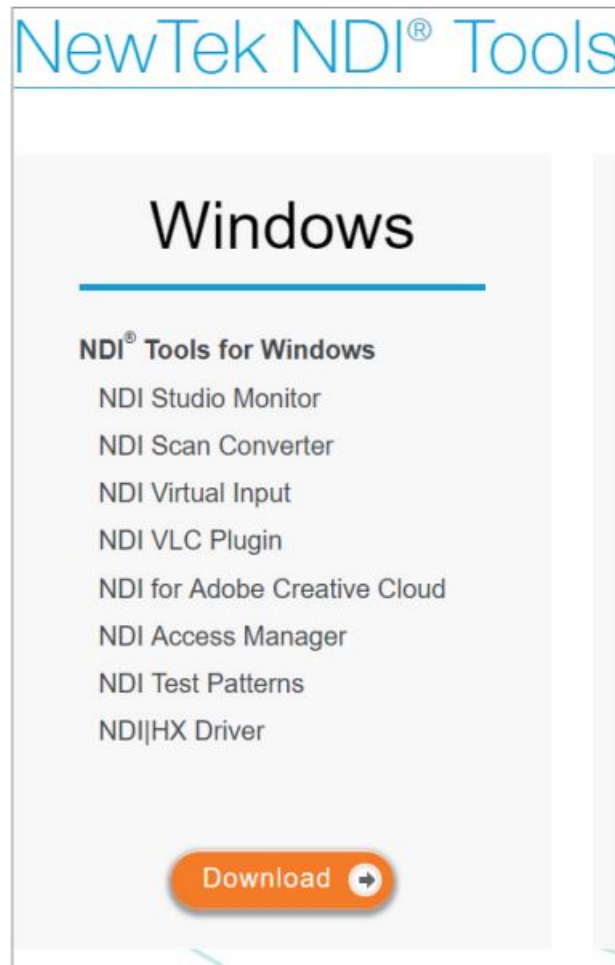 NewTek NDI® Tools
Windows
NDI® Tools for Windows
NDI Studio Monitor
NDI Scan Converter
NDI Virtual Input
NDI VLC Plugin
NDI for Adobe Creative Cloud
NDI Access Manager
NDI Test Patterns
NDI|HX Driver
Download